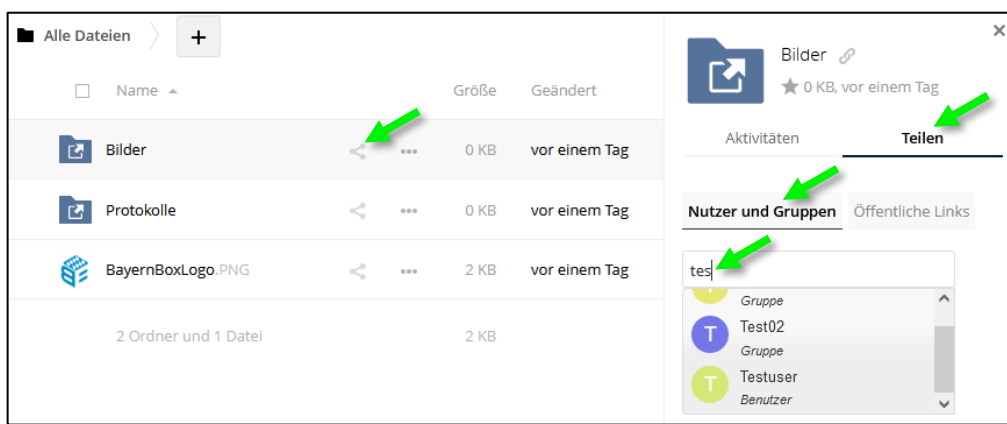 Alle Dateien
+
Name Größe Geändert
Bilder 0 KB vor einem Tag
Protokolle 0 KB vor einem Tag
BayernBoxLogo.PNG 2 KB vor einem Tag
2 Ordner und 1 Datei 2 KB
Bilder
0 KB, vor einem Tag
Aktivitäten Teilen
Nutzer und Gruppen Öffentliche Links
tes
Gruppe
T Test02
Gruppe
T Testuser
Benutzer